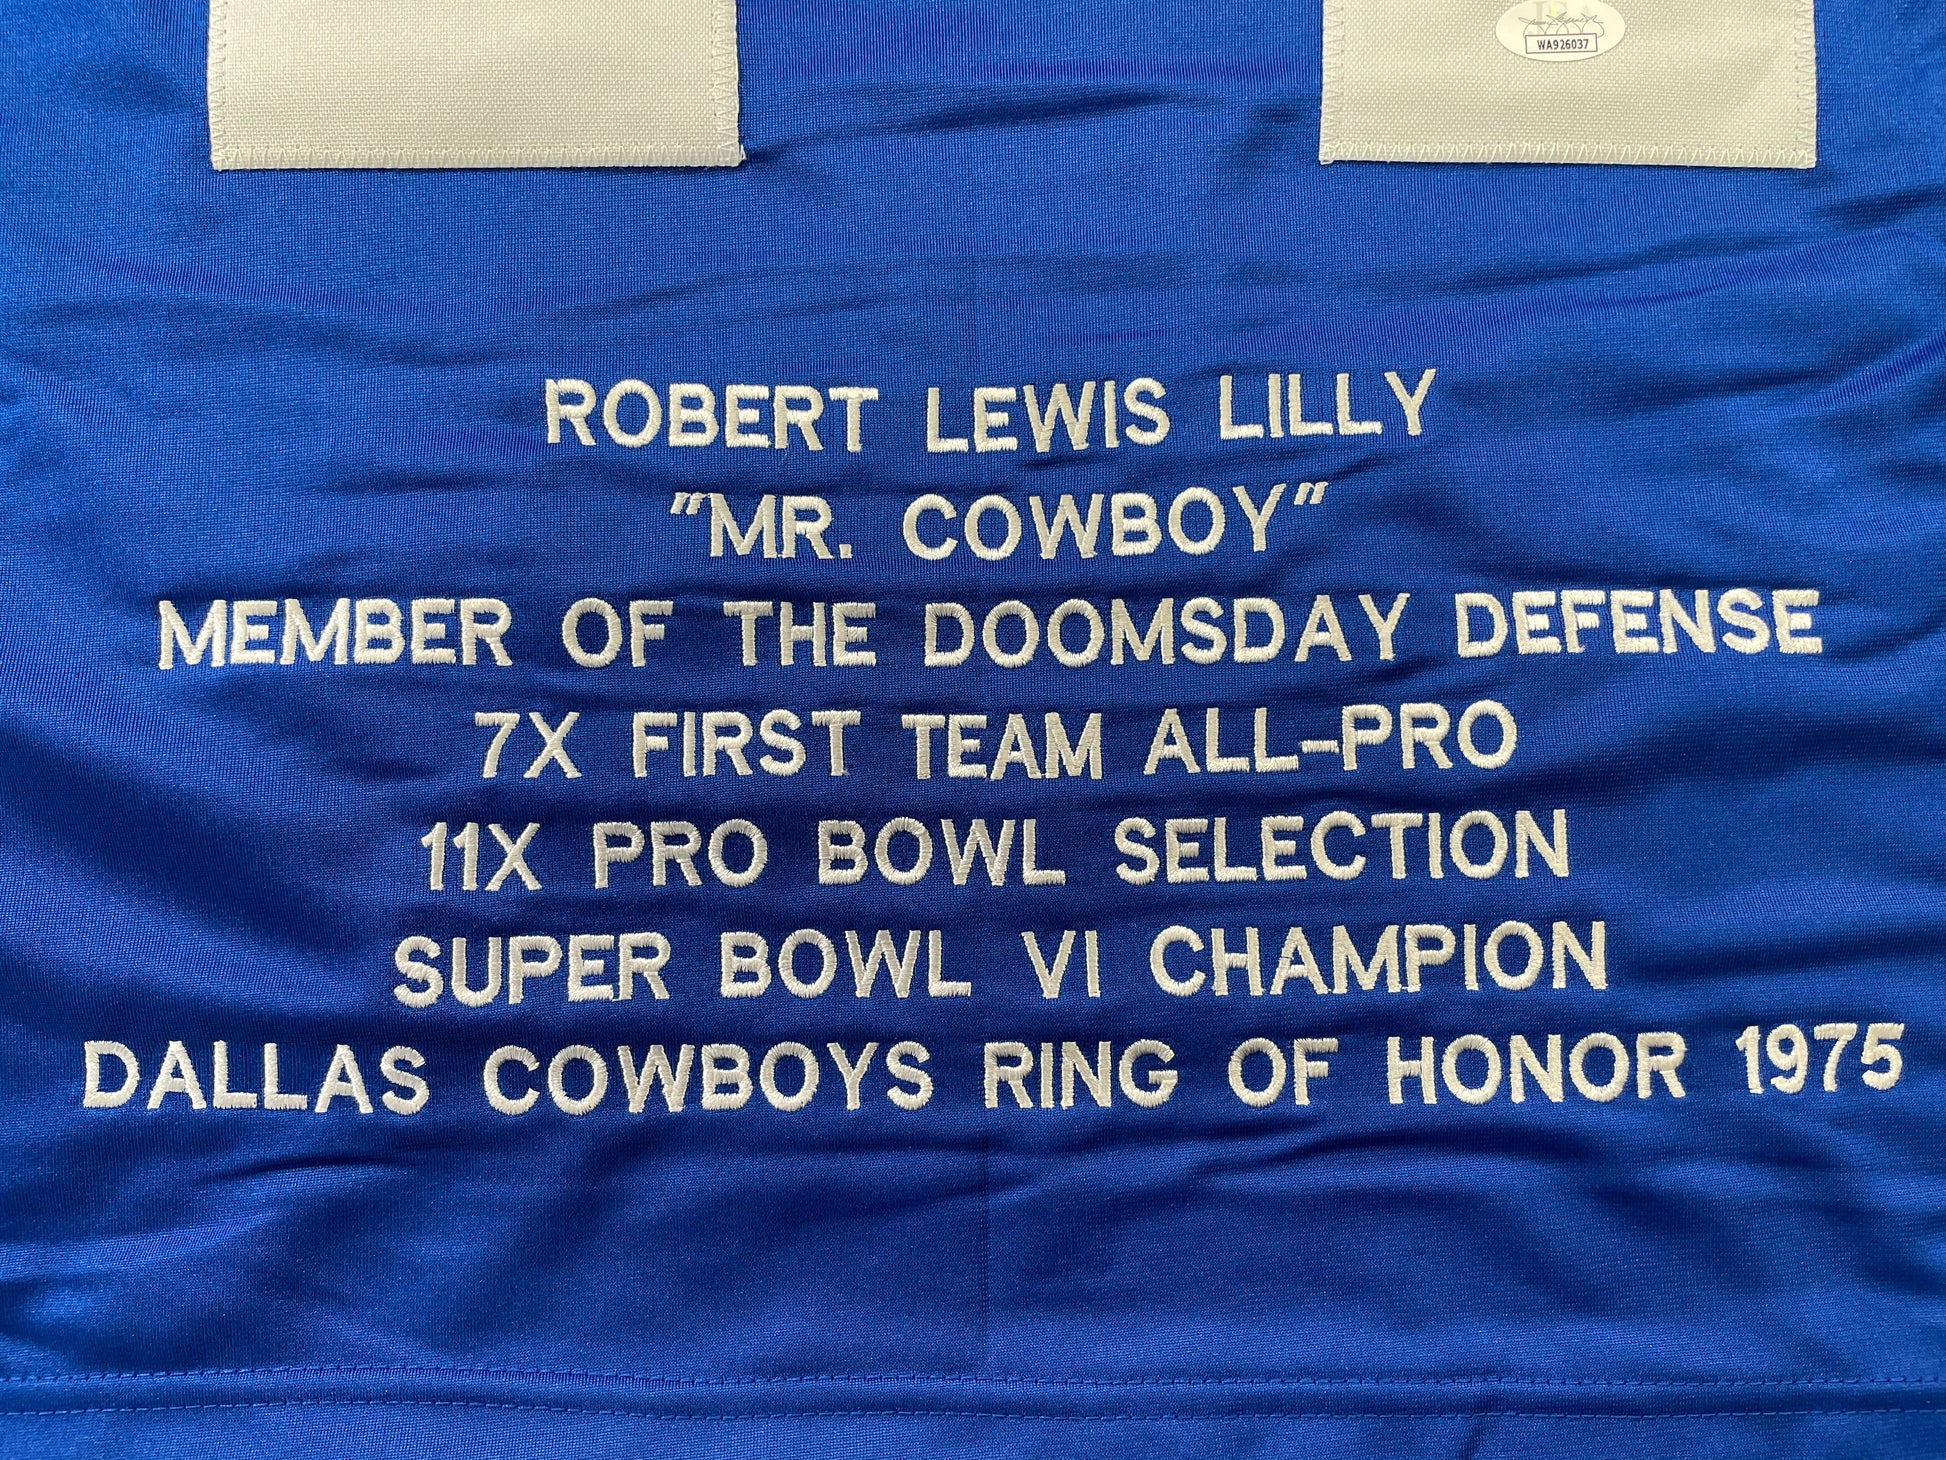 WA926037
ROBERT LEWIS LILLY
"MR. COWBOY"
MEMBER OF THE DOOMSDAY DEFENSE
7X FIRST TEAM ALL-PRO
11X PRO BOWL SELECTION
SUPER BOWL VI CHAMPION
DALLAS COWBOYS RING OF HONOR 1975